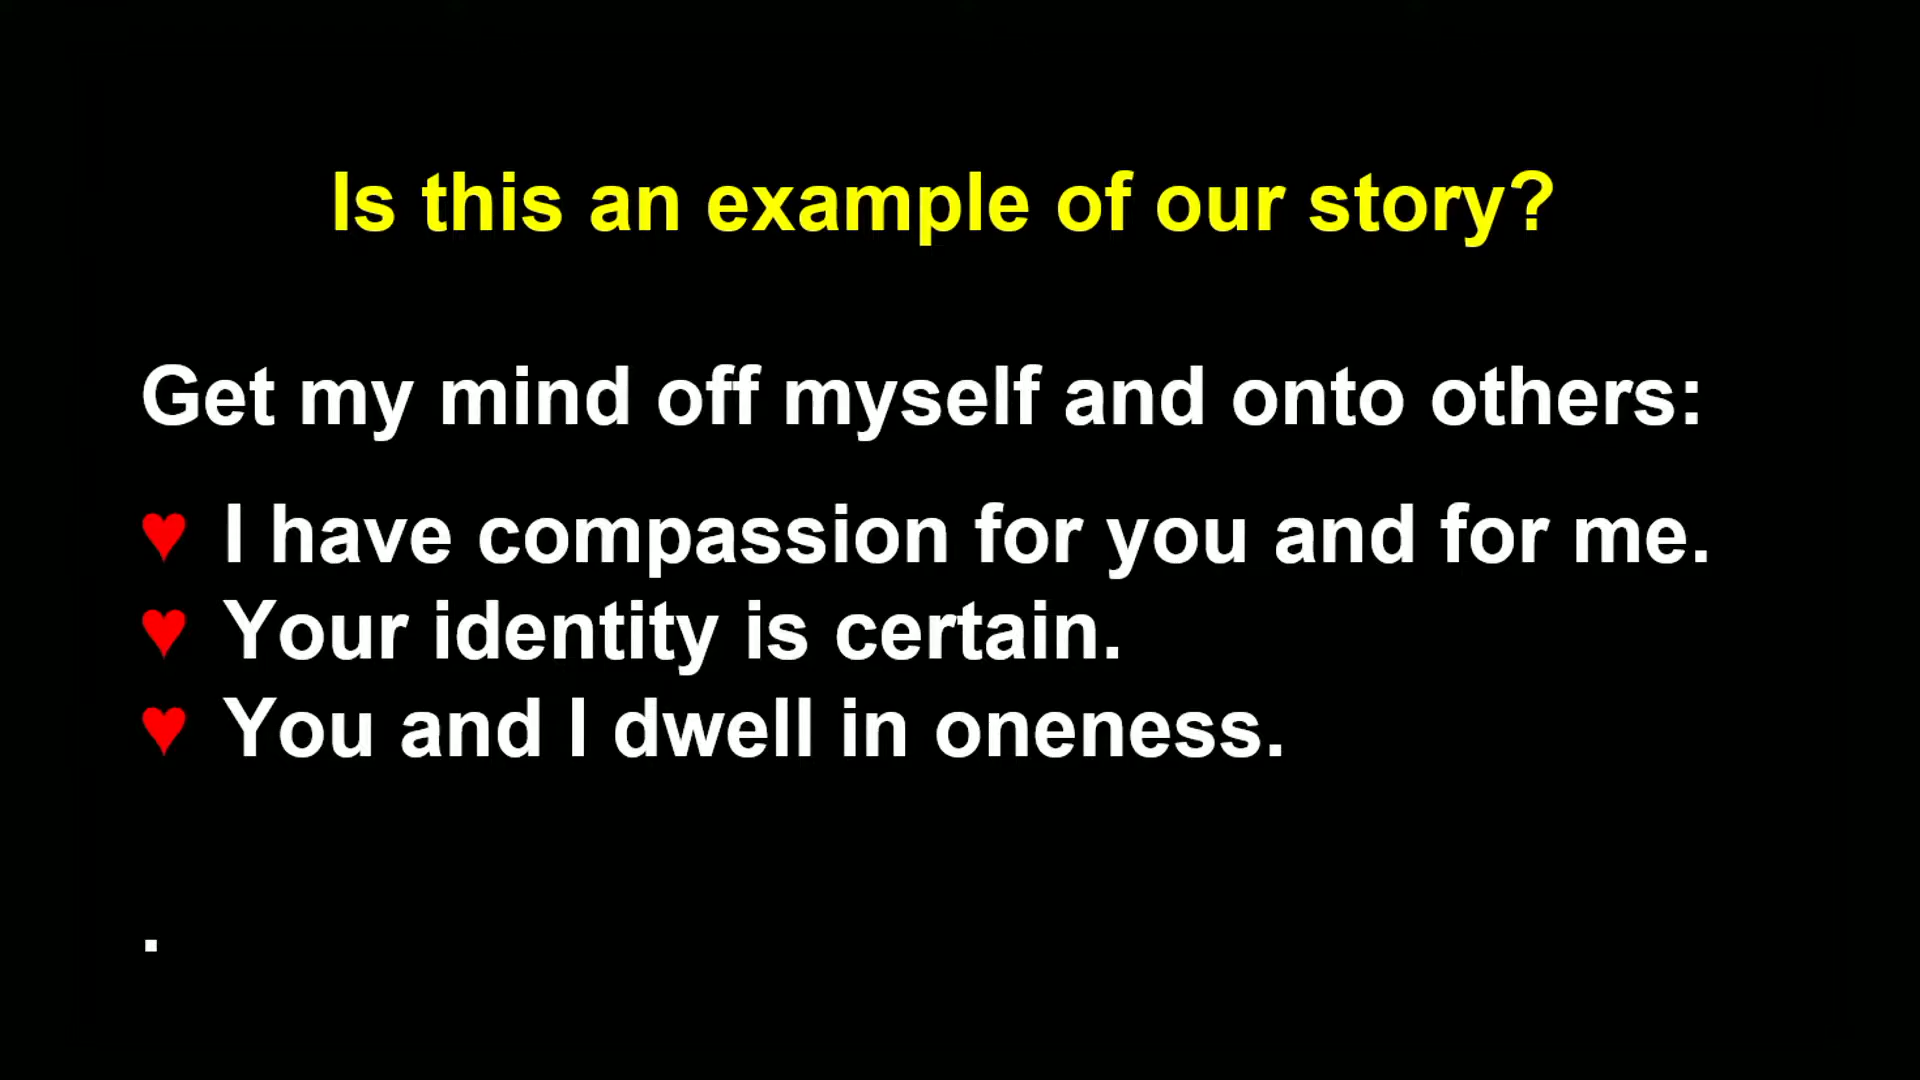 Is this an example of our story?
Get my mind off myself and onto others:
♥ I have compassion for you and for me.
♥ Your identity is certain.
♥ You and I dwell in oneness.
.